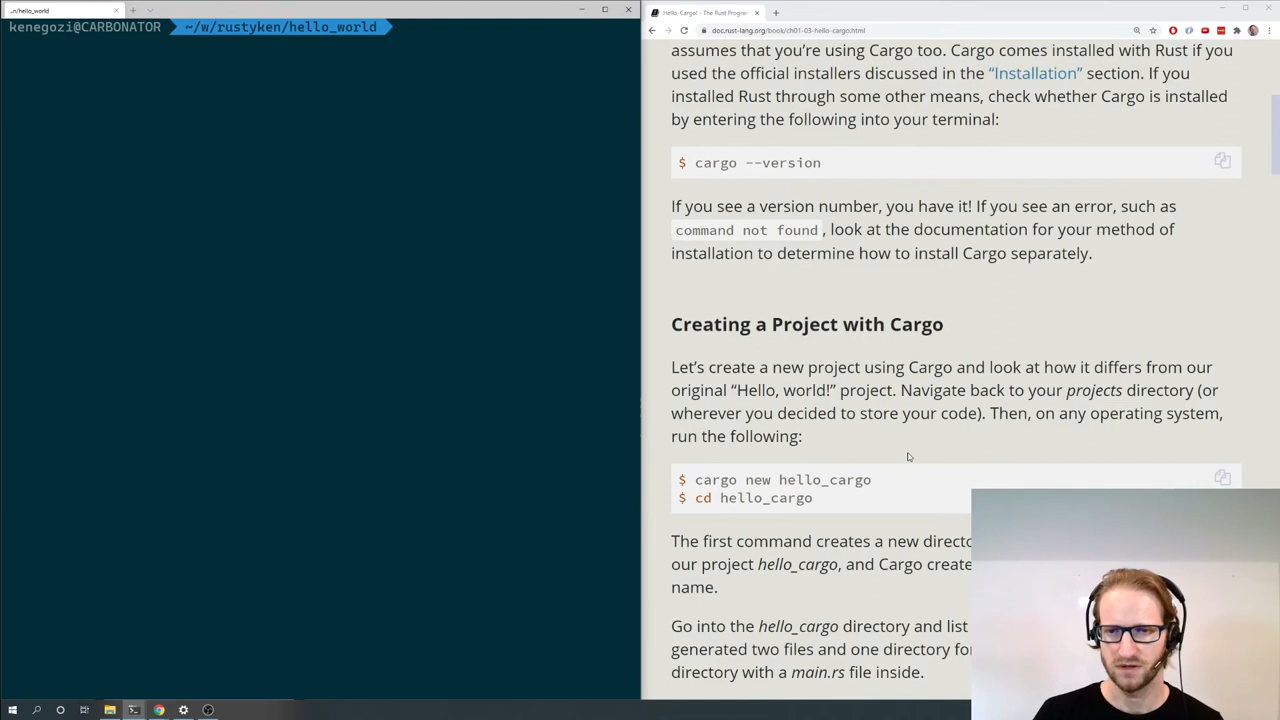 ..n/hello_world
kenegozi@CARBONATOR ~/w/rustyken/hello_world
Hello, Cargo! - The Rust Progra
doc.rust-lang.org/book/ch01-03-hello-cargo.html
assumes that you’re using Cargo too. Cargo comes installed with Rust if you
used the official installers discussed in the “Installation” section. If you
installed Rust through some other means, check whether Cargo is installed
by entering the following into your terminal:
$ cargo --version
If you see a version number, you have it! If you see an error, such as
command not found, look at the documentation for your method of
installation to determine how to install Cargo separately.
Creating a Project with Cargo
Let’s create a new project using Cargo and look at how it differs from our
original “Hello, world!” project. Navigate back to your projects directory (or
wherever you decided to store your code). Then, on any operating system,
run the following:
$ cargo new hello_cargo
$ cd hello_cargo
The first command creates a new directo
our project hello_cargo, and Cargo create
name.
Go into the hello_cargo directory and list
generated two files and one directory for
directory with a main.rs file inside.